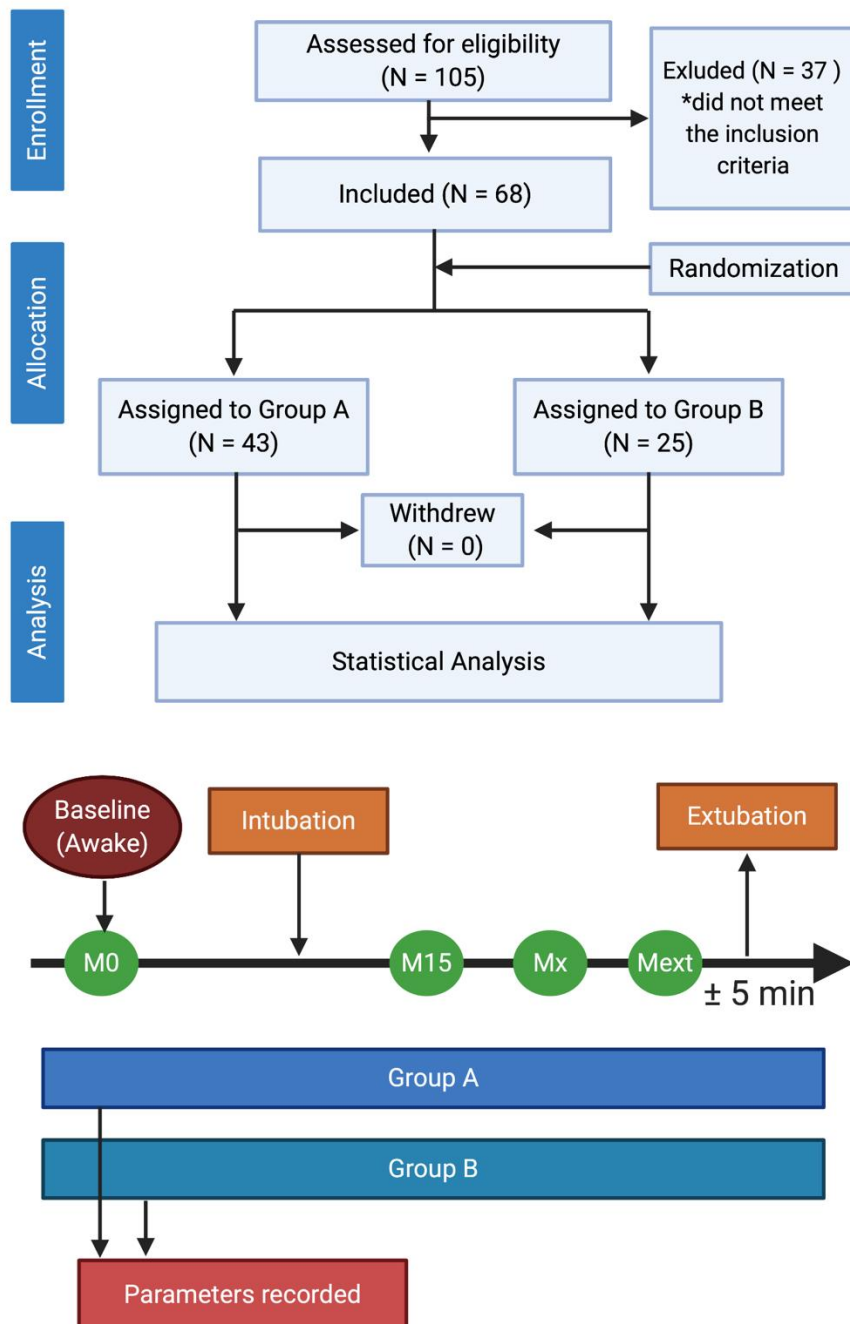 Enrollment
Assessed for eligibility
(N = 105)
Exluded (N = 37 )
*did not meet
the inclusion
criteria
Included (N = 68)
Allocation
Randomization
Assigned to Group A
(N = 43)
Assigned to Group B
(N = 25)
Analysis
Withdrew
(N = 0)
Statistical Analysis
Baseline
(Awake)
Intubation
Extubation
M0
M15
Mx
Mext
± 5 min
Group A
Group B
Parameters recorded